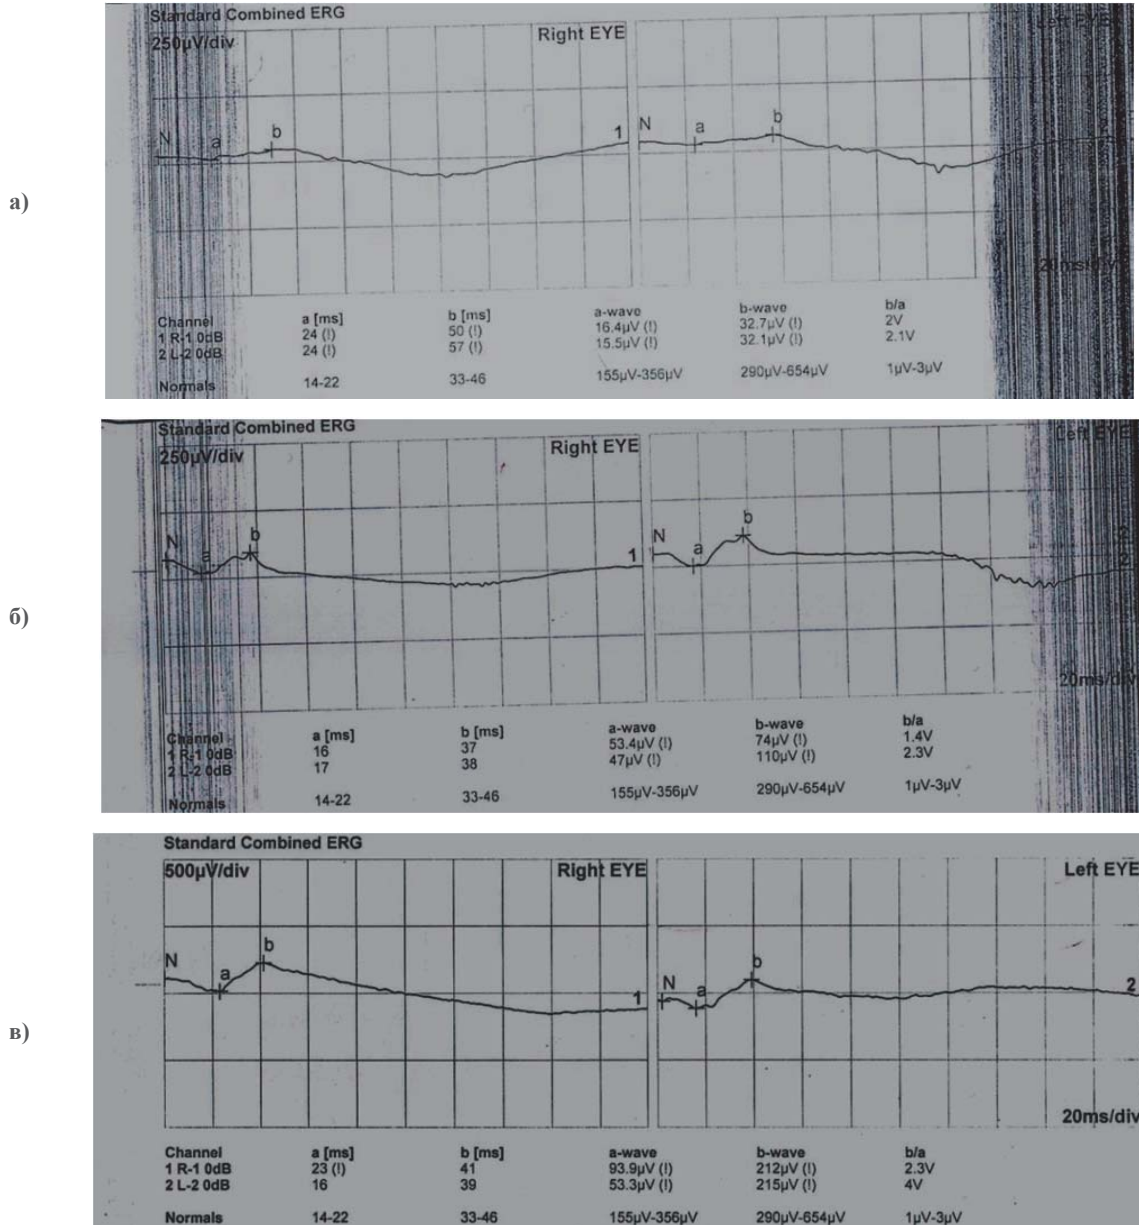 a)
Standard Combined ERG
250µV/div Right EYE Left EYE
N a b 1 N a b 2
20ms/div
Channel a [ms] b [ms] a-wave b-wave b/a
1 R-1 0dB 24 (!) 50 (!) 16.4µV (!) 32.7µV (!) 2V
2 L-2 0dB 24 (!) 57 (!) 15.5µV (!) 32.1µV (!) 2.1V
Normals 14-22 33-46 155µV-356µV 290µV-654µV 1µV-3µV
б)
Standard Combined ERG
250µV/div Right EYE Left EYE
N a b 1 N a b 2
2
20ms/div
Channel a [ms] b [ms] a-wave b-wave b/a
1 R-1 0dB 16 37 53.4µV (!) 74µV (!) 1.4V
2 L-2 0dB 17 38 47µV (!) 110µV (!) 2.3V
Normals 14-22 33-46 155µV-356µV 290µV-654µV 1µV-3µV
в)
Standard Combined ERG
500µV/div Right EYE Left EYE
N a b 1 N a b 2
20ms/div
Channel a [ms] b [ms] a-wave b-wave b/a
1 R-1 0dB 23 (!) 41 93.9µV (!) 212µV (!) 2.3V
2 L-2 0dB 16 39 53.3µV (!) 215µV (!) 4V
Normals 14-22 33-46 155µV-356µV 290µV-654µV 1µV-3µV